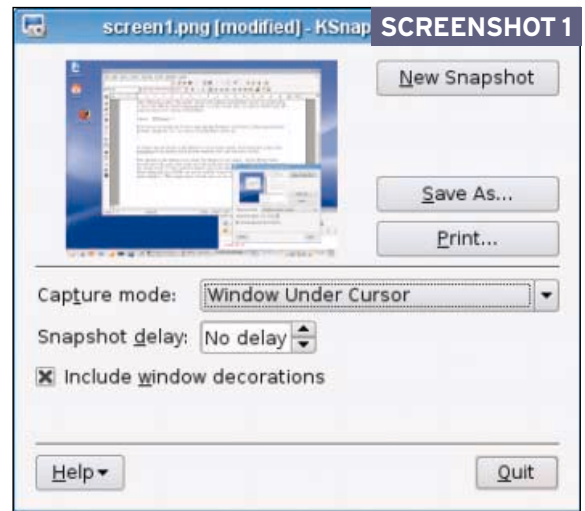 screen1.png [modified] - KSnap
SCREENSHOT 1
New Snapshot
Save As...
Print...
Capture mode: Window Under Cursor
Snapshot delay: No delay
Include window decorations
Help
Quit